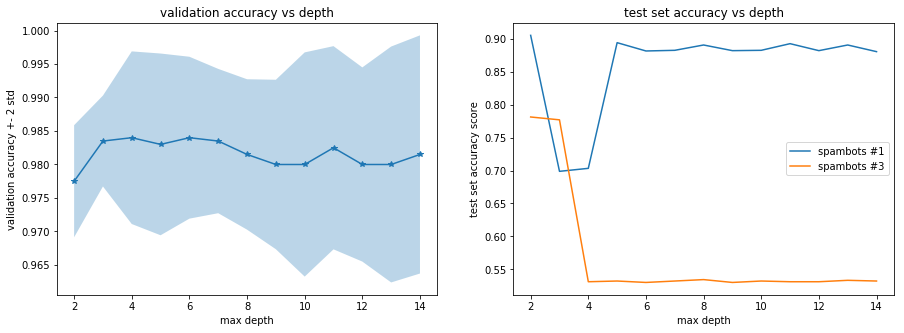 validation accuracy vs depth
validation accuracy +- 2 std
1.000
0.995
0.990
0.985
0.980
0.975
0.970
0.965
2 4 6 8 10 12 14
max depth
test set accuracy vs depth
test set accuracy score
0.90
0.85
0.80
0.75
0.70
0.65
0.60
0.55
spambots #1
spambots #3
2 4 6 8 10 12 14
max depth